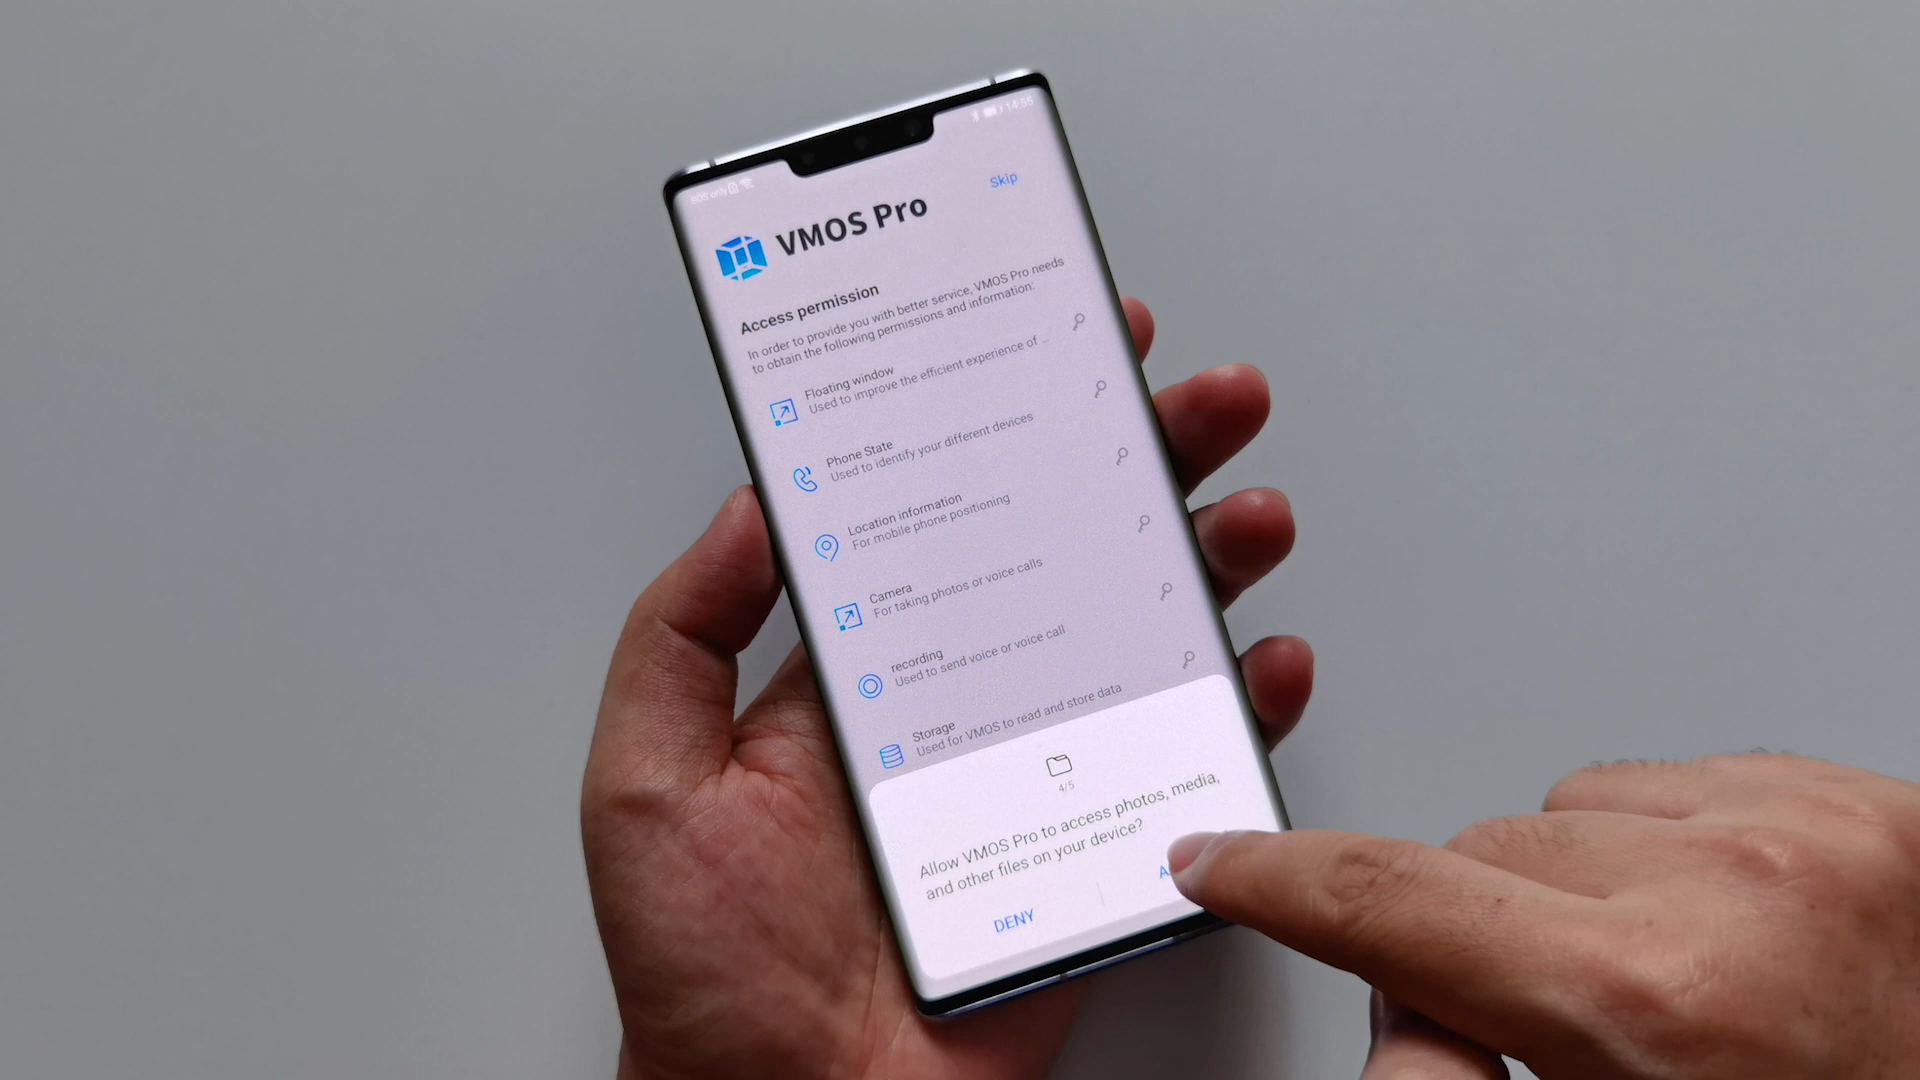 SOS only
14:55
Skip
VMOS Pro
Access permission
In order to provide you with better service, VMOS Pro needs
to obtain the following permissions and information:
Floating window
Used to improve the efficient experience of ...
Phone State
Used to identify your different devices
Location information
For mobile phone positioning
Camera
For taking photos or voice calls
recording
Used to send voice or voice call
Storage
Used for VMOS to read and store data
4/5
Allow VMOS Pro to access photos, media,
and other files on your device?
DENY